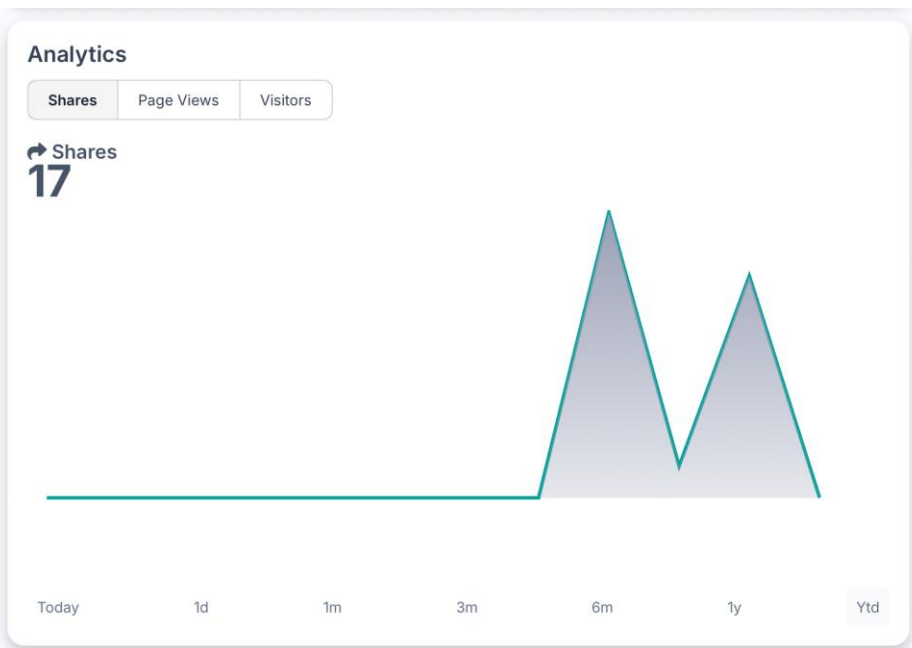 Analytics
Shares Page Views Visitors
Shares
17
Today 1d 1m 3m 6m 1y Ytd